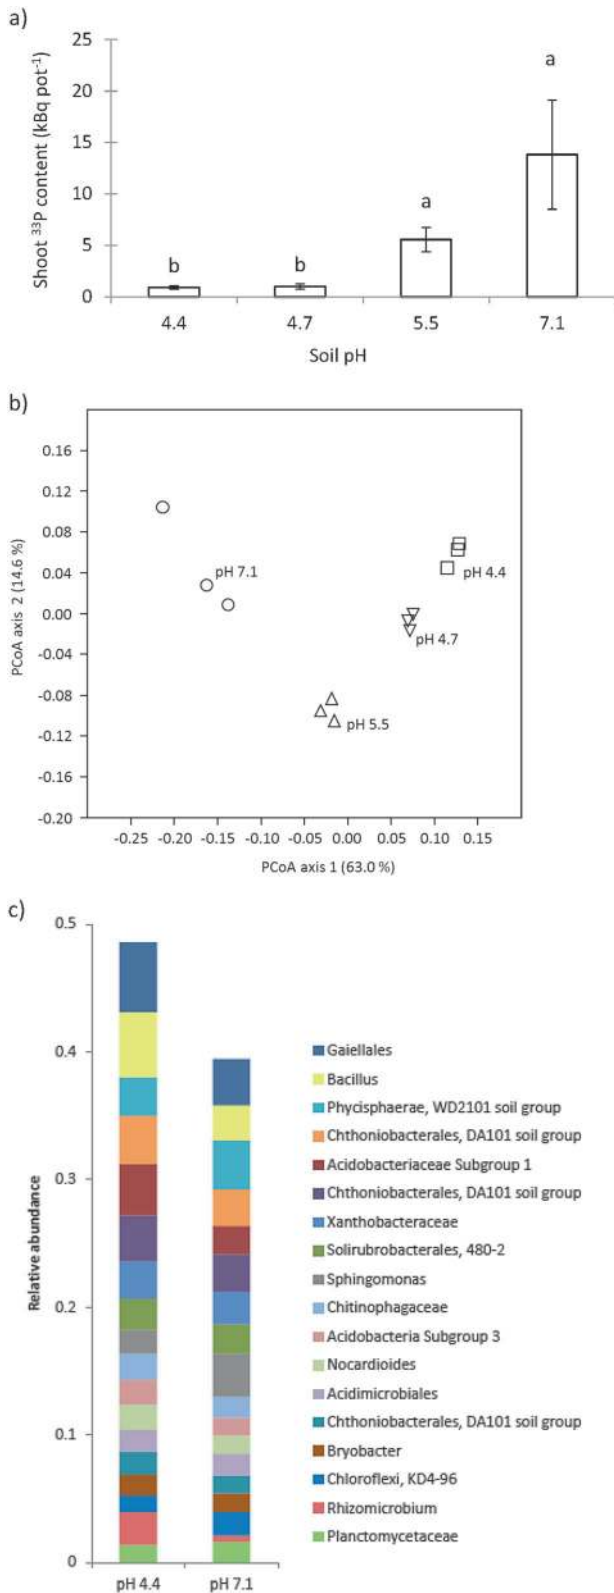 a)
Shoot ³³P content (kBq pot⁻¹)
25
20
15
10
5
0
b
b
a
a
4.4 4.7 5.5 7.1
Soil pH
b)
PCoA axis 2 (14.6 %)
0.16
0.12
0.08
0.04
0.00
-0.04
-0.08
-0.12
-0.16
-0.20
pH 7.1
pH 4.4
pH 4.7
pH 5.5
-0.25 -0.20 -0.15 -0.10 -0.05 0.00 0.05 0.10 0.15
PCoA axis 1 (63.0 %)
c)
Relative abundance
0.5
0.4
0.3
0.2
0.1
0
pH 4.4 pH 7.1
Gaiellales
Bacillus
Phycisphaerae, WD2101 soil group
Chthoniobacterales, DA101 soil group
Acidobacteriaceae Subgroup 1
Chthoniobacterales, DA101 soil group
Xanthobacteraceae
Solirubrobacterales, 480-2
Sphingomonas
Chitinophagaceae
Acidobacteria Subgroup 3
Nocardioides
Acidimicrobiales
Chthoniobacterales, DA101 soil group
Bryobacter
Chloroflexi, KD4-96
Rhizomicrobium
Planctomycetaceae